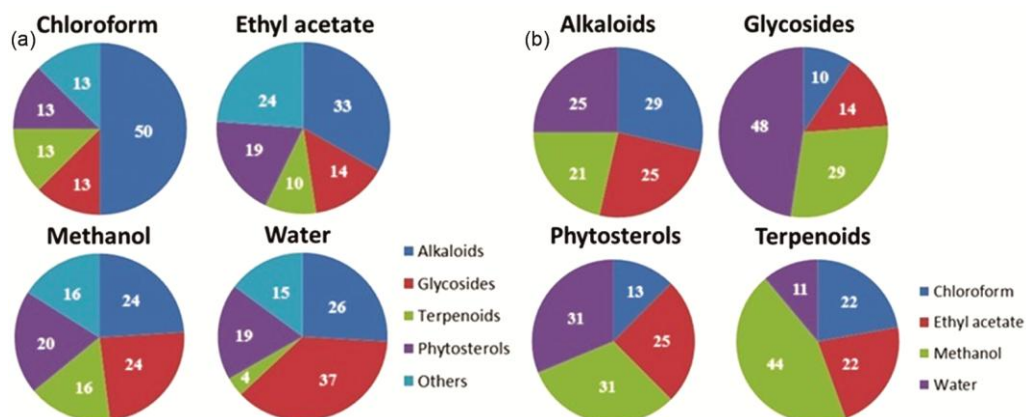 (a)
Chloroform
50
13
13
13
13
Ethyl acetate
33
14
10
19
24
Methanol
24
24
16
20
16
Water
26
37
4
19
15
Alkaloids
Glycosides
Terpenoids
Phytosterols
Others
(b)
Alkaloids
29
25
21
25
Glycosides
10
14
29
48
Phytosterols
13
25
31
31
Terpenoids
22
22
44
11
Chloroform
Ethyl acetate
Methanol
Water